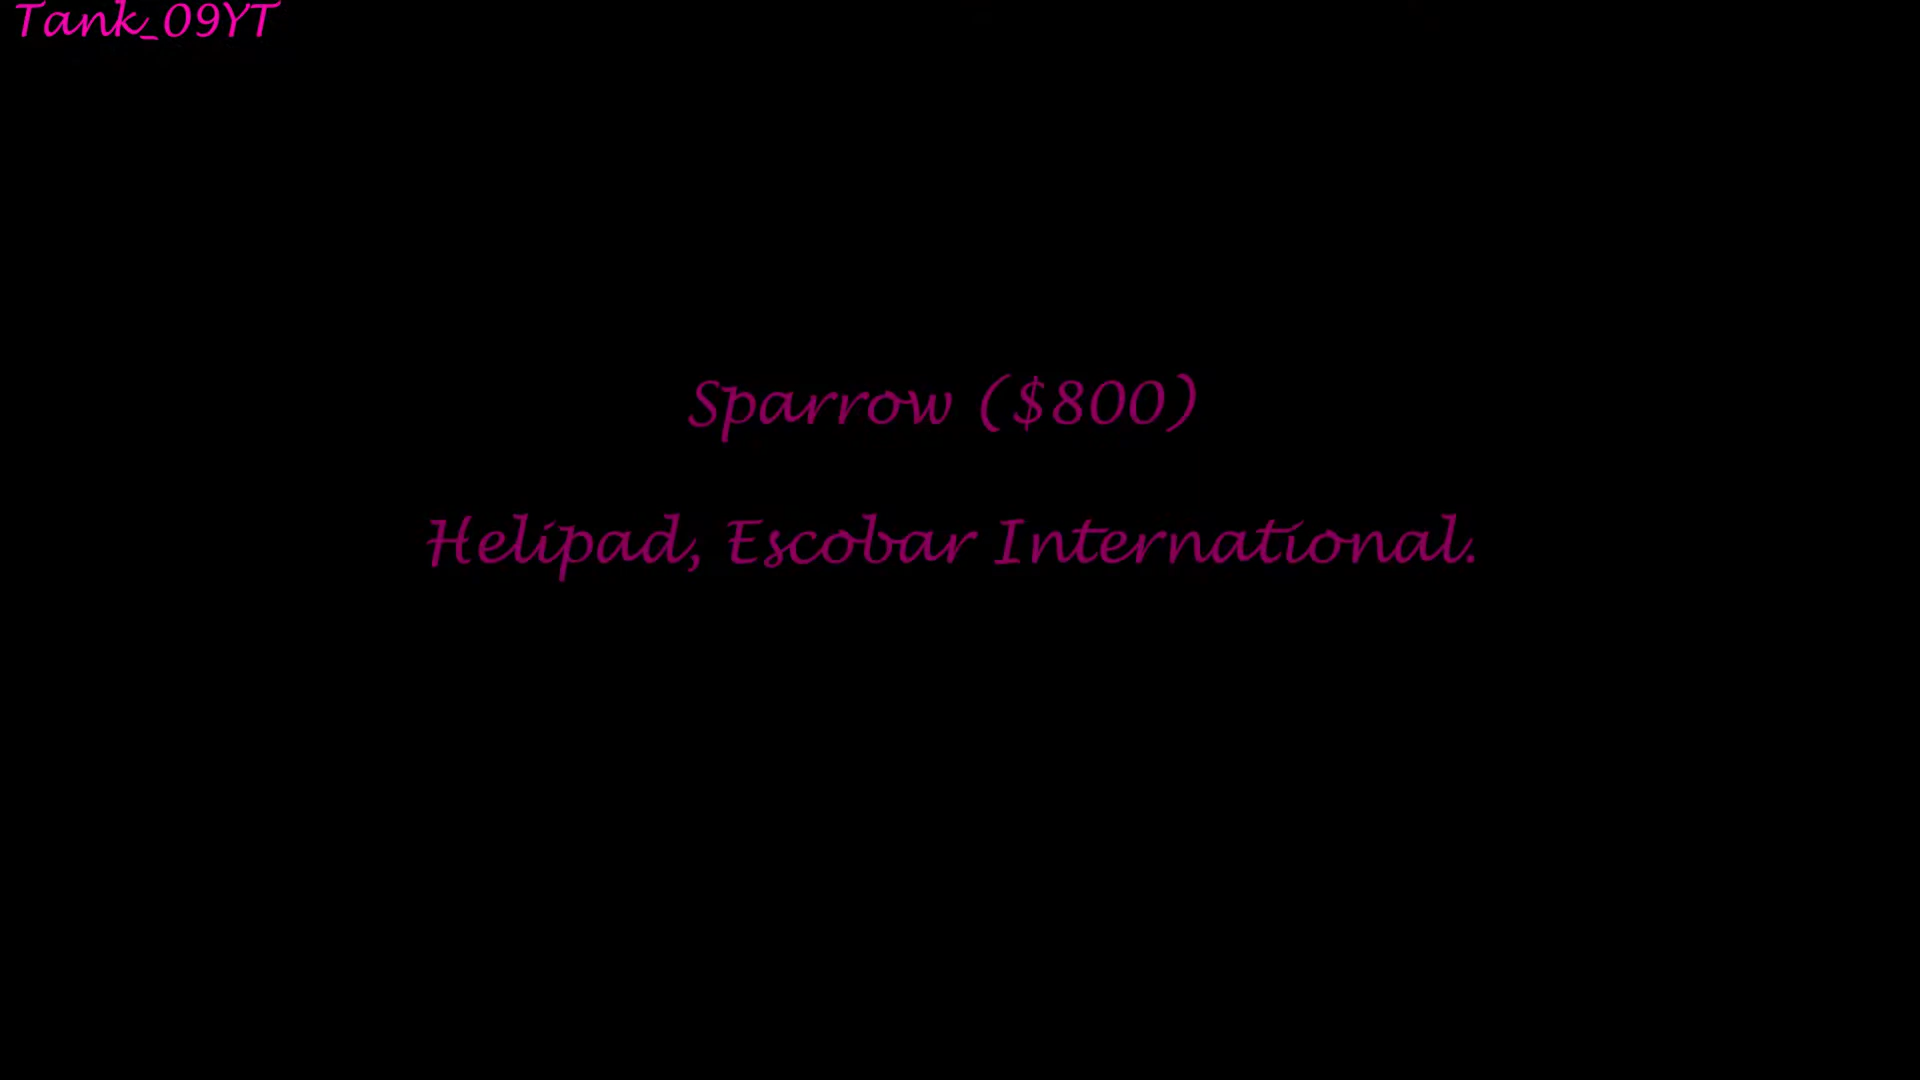 Tank_09YT
Sparrow ($800)
Helipad, Escobar International.